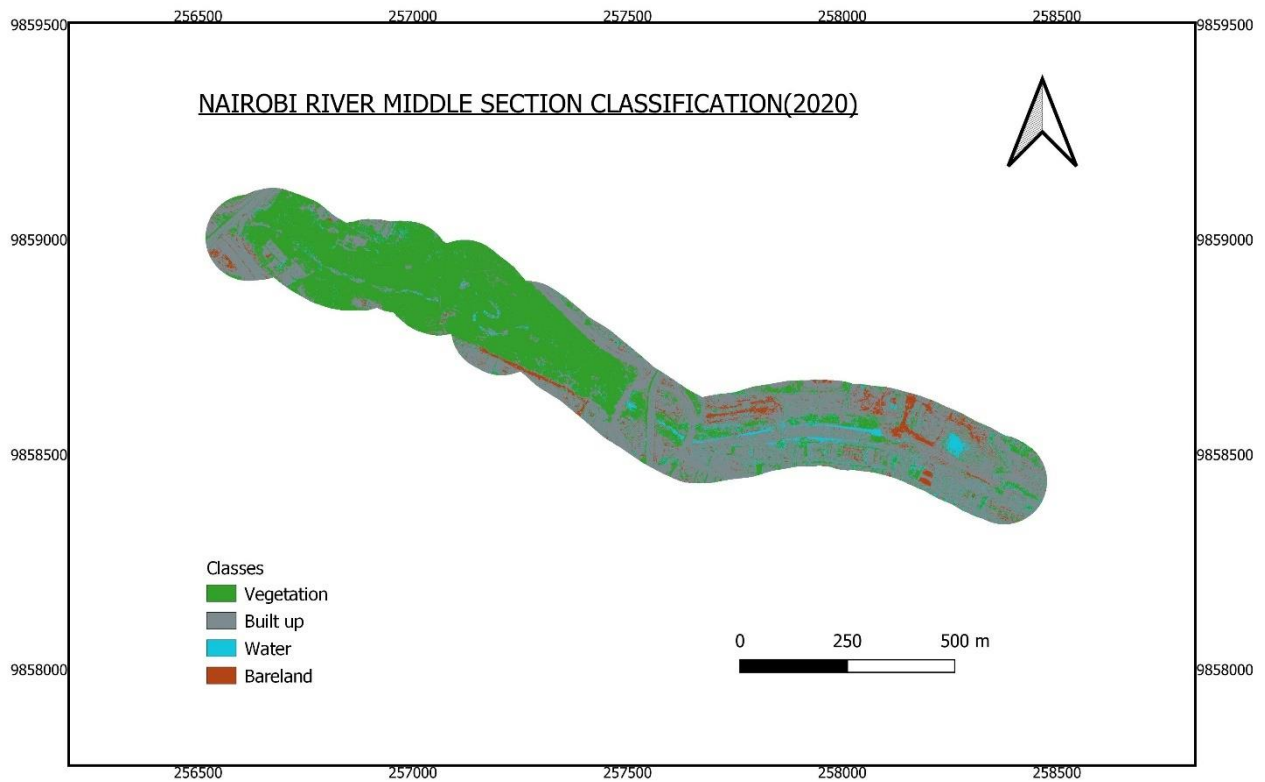 256500 257000 257500 258000 258500
9859500 9859500
NAIROBI RIVER MIDDLE SECTION CLASSIFICATION(2020)
9859000 9859000
9858500 9858500
Classes
Vegetation
Built up
Water
Bareland
0 250 500 m
9858000 9858000
256500 257000 257500 258000 258500